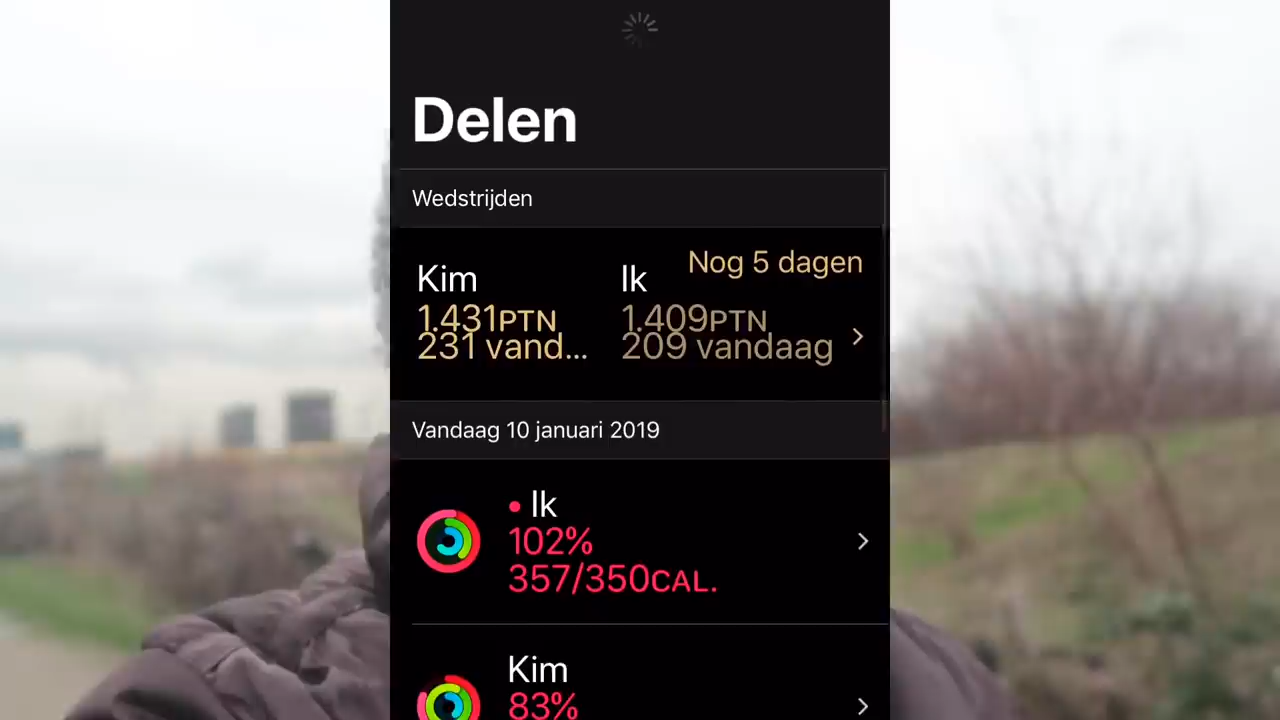 Delen
Wedstrijden
Nog 5 dagen
Kim
Ik
1.431PTN
1.409PTN
231 vand...
209 vandaag
Vandaag 10 januari 2019
Ik
102%
357/350CAL.
Kim
83%